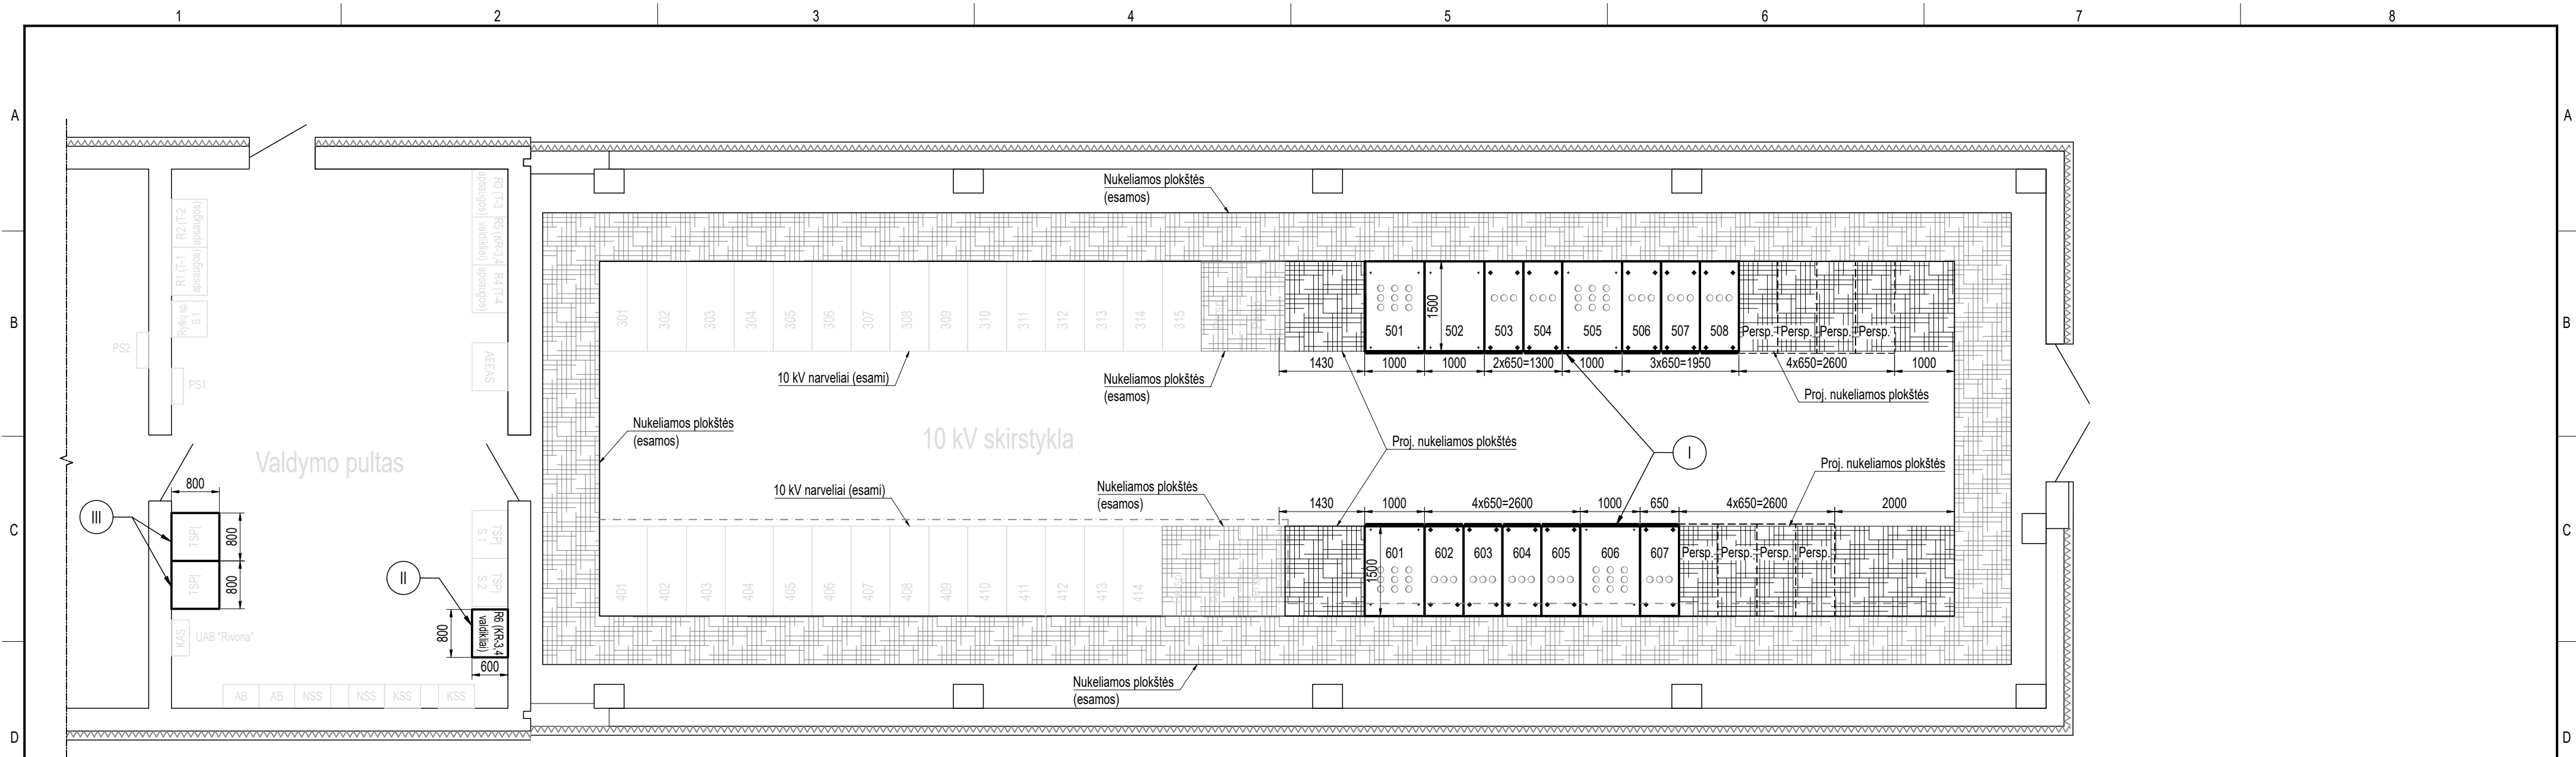 1 2 3 4 5 6 7 8
A A
Nukeliamos plokštės
(esamos)
R3 (T-3
apsaugos)
R2 (T-2
apsaugos)
R5 (KR-3,4
valdikliai)
R1 (T-1
apsaugos)
R4 (T-4
apsaugos)
B B
Ryšių sp.
S.1
301 302 303 304 305 306 307 308 309 310 311 312 313 314 315
501 502 503 504 505 506 507 508 Persp. Persp. Persp. Persp.
1500
PS2
AEAS
1430 1000 1000 2x650=1300 1000 3x650=1950 4x650=2600 1000
PS1
10 kV narveliai (esami)
Nukeliamos plokštės
(esamos)
Proj. nukeliamos plokštės
Nukeliamos plokštės
(esamos)
10 kV skirstykla
Proj. nukeliamos plokštės
I
Valdymo pultas
Proj. nukeliamos plokštės
800
10 kV narveliai (esami)
Nukeliamos plokštės
(esamos)
1430 1000 4x650=2600 1000 650 4x650=2600 2000
III
TSPĮ
800
TSPĮ
S.1
C C
601 602 603 604 605 606 607 Persp. Persp. Persp. Persp.
1500
II
TSPĮ
800
TSPĮ
S.2
401 402 403 404 405 406 407 408 409 410 411 412 413 414
KAS
UAB "Rivona"
800
R6 (KR-3,4
valdikliai)
600
Nukeliamos plokštės
(esamos)
AB AB NSS NSS KSS KSS
D D